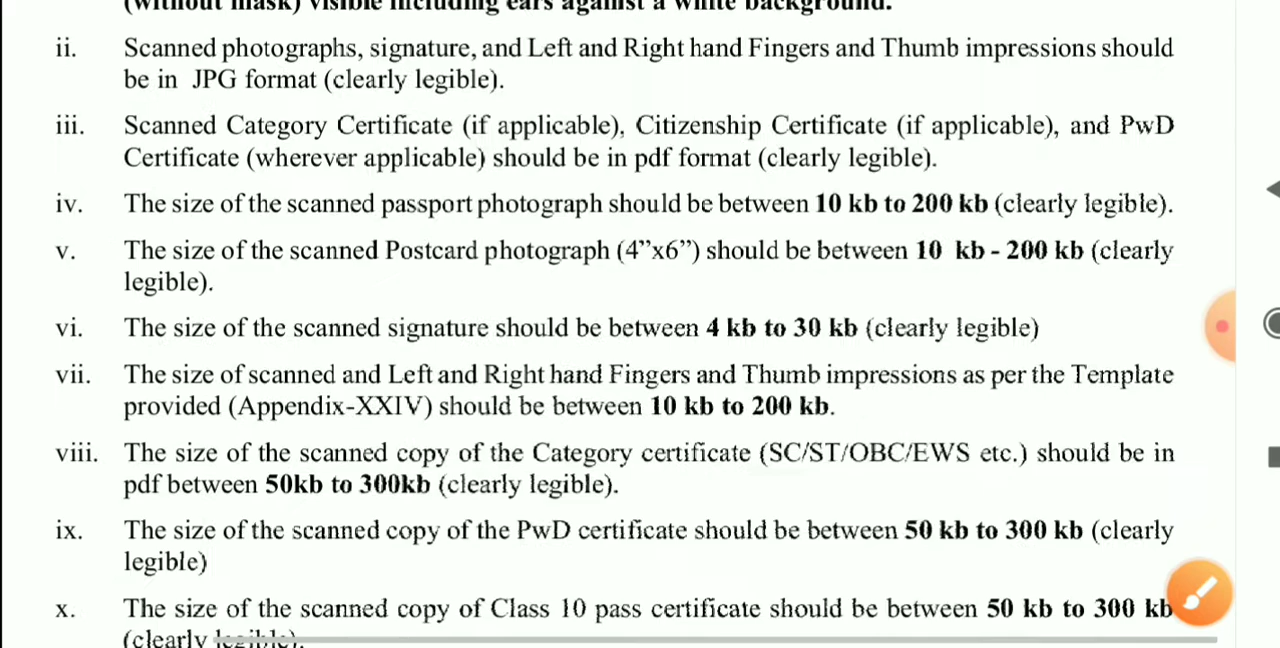 (without mask) visible including ears against a white background.
ii. Scanned photographs, signature, and Left and Right hand Fingers and Thumb impressions should
be in JPG format (clearly legible).
iii. Scanned Category Certificate (if applicable), Citizenship Certificate (if applicable), and PwD
Certificate (wherever applicable) should be in pdf format (clearly legible).
iv. The size of the scanned passport photograph should be between 10 kb to 200 kb (clearly legible).
v. The size of the scanned Postcard photograph (4”x6”) should be between 10 kb - 200 kb (clearly
legible).
vi. The size of the scanned signature should be between 4 kb to 30 kb (clearly legible)
vii. The size of scanned and Left and Right hand Fingers and Thumb impressions as per the Template
provided (Appendix-XXIV) should be between 10 kb to 200 kb.
viii. The size of the scanned copy of the Category certificate (SC/ST/OBC/EWS etc.) should be in
pdf between 50kb to 300kb (clearly legible).
ix. The size of the scanned copy of the PwD certificate should be between 50 kb to 300 kb (clearly
legible)
x. The size of the scanned copy of Class 10 pass certificate should be between 50 kb to 300 kb
(clearly legible).